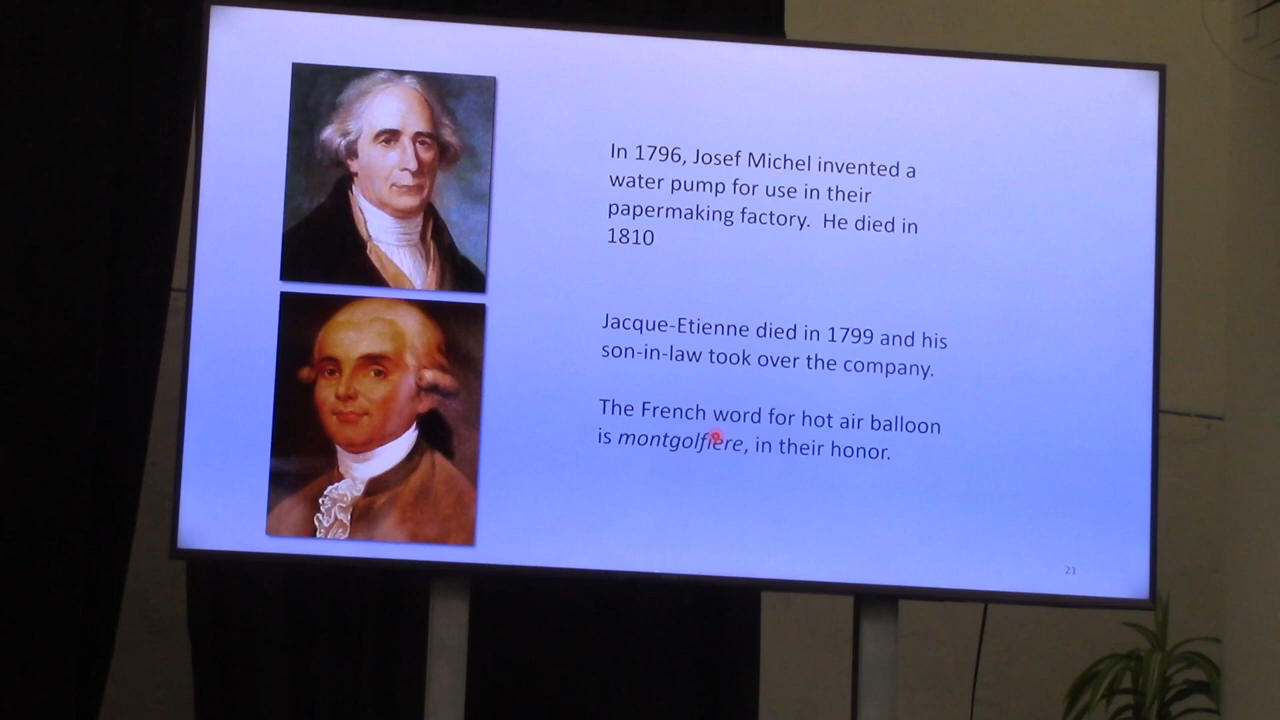 In 1796, Josef Michel invented a
water pump for use in their
papermaking factory.  He died in
1810
Jacque-Etienne died in 1799 and his
son-in-law took over the company.
The French word for hot air balloon
is montgolfiere, in their honor.
21